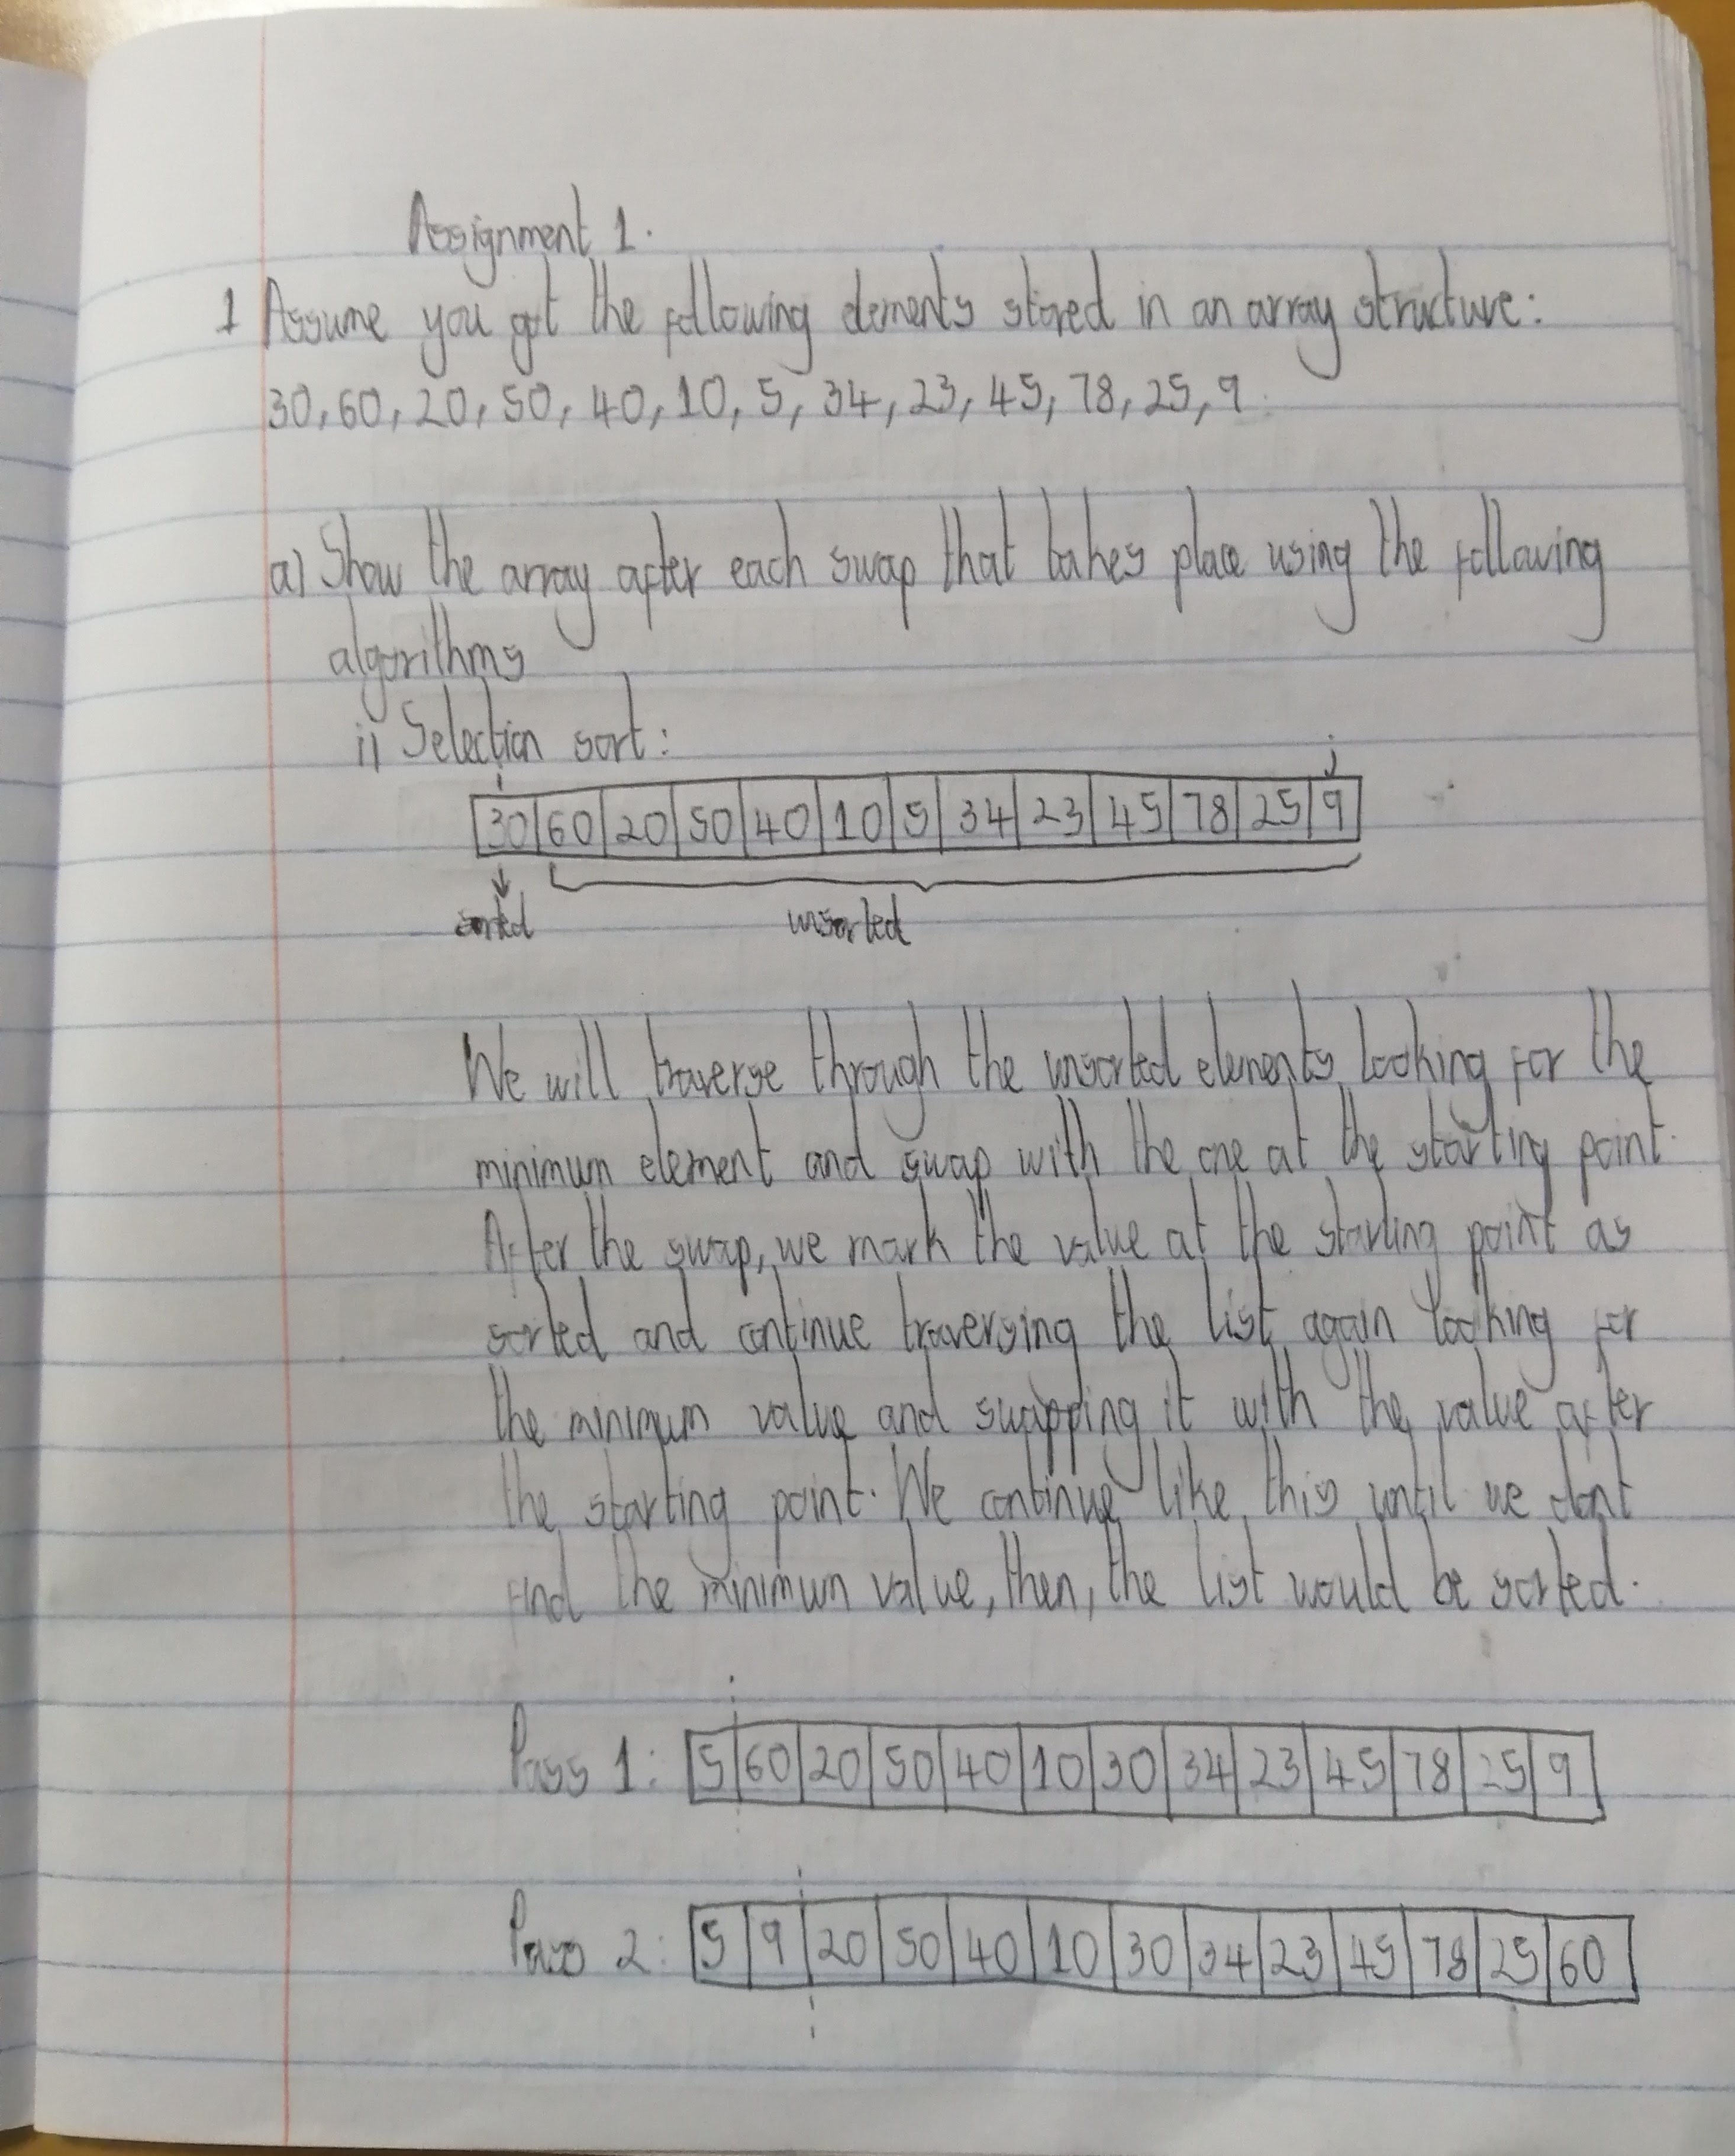 Assignment 1.
1 Assume you got the following elements stored in an array structure:
30, 60, 20, 50, 40, 10, 5, 34, 23, 45, 78, 25, 9
a) Show the array after each swap that takes place using the following
algorithms
i) Selection sort:
i j
30 60 20 50 40 10 5 34 23 45 78 25 9
sorted unsorted
We will traverse through the unsorted elements looking for the
minimum element and swap with the one at the starting point.
After the swap, we mark the value at the starting point as
sorted and continue traversing the list again looking for
the minimum value and swapping it with the value after
the starting point. We continue like this until we dont
find the minimum value, then, the list would be sorted.
Pass 1: 5 60 20 50 40 10 30 34 23 45 78 25 9
Pass 2: 5 9 20 50 40 10 30 34 23 45 78 25 60